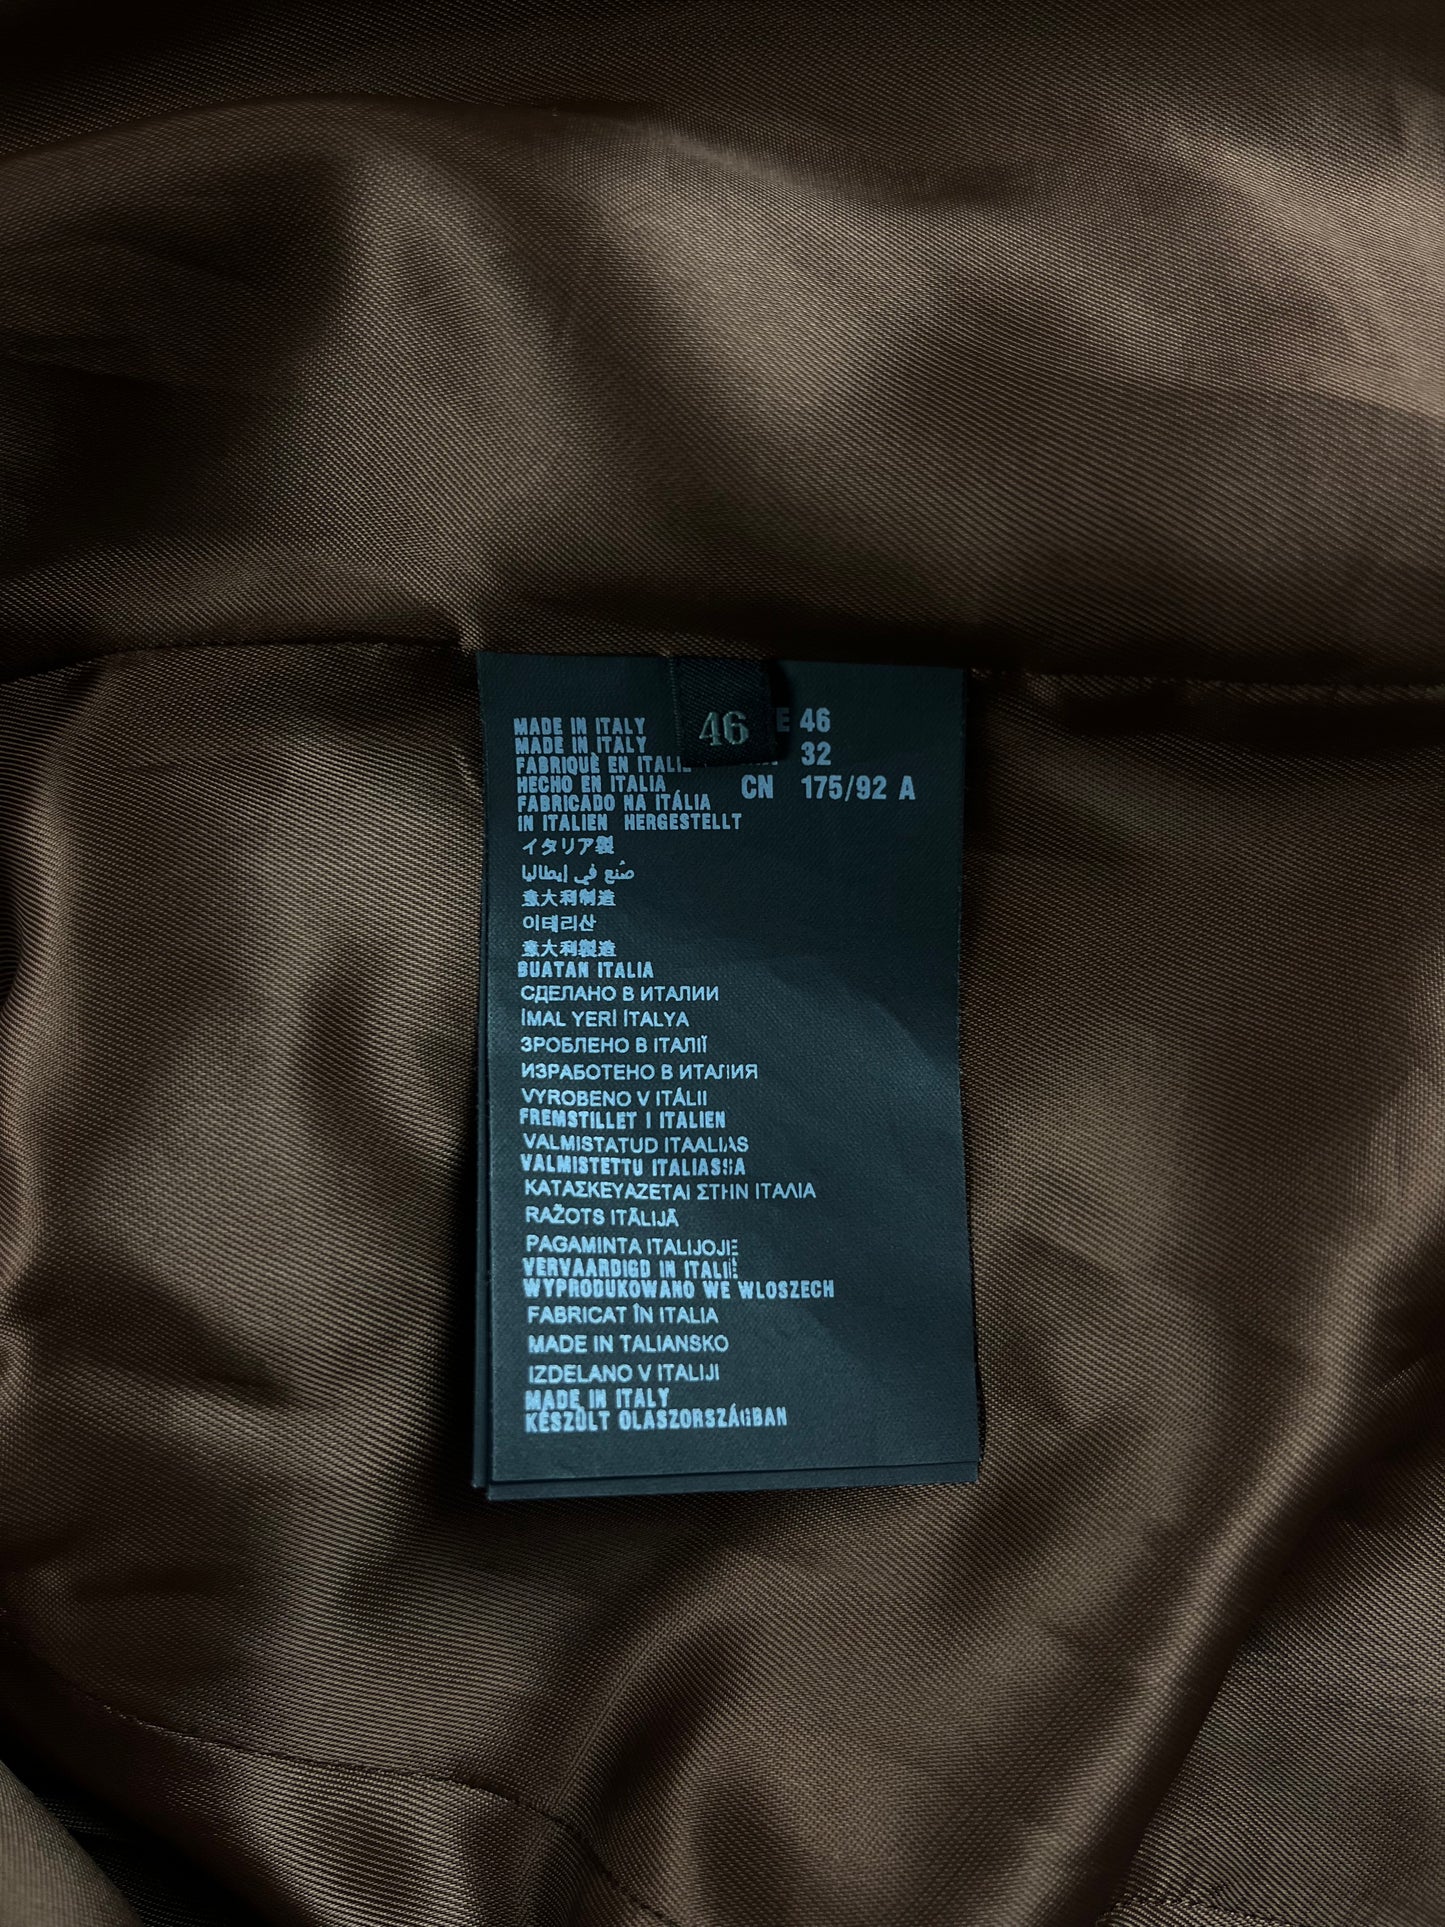 46
E 46
32
CN 175/92 A
MADE IN ITALY
MADE IN ITALY
FABRIQUÈ EN ITALIE
HECHO EN ITALIA
FABRICADO NA ITÁLIA
IN ITALIEN HERGESTELLT
イタリア製
صُنع في إيطاليا
意大利制造
이테리산
意大利製造
BUATAN ITALIA
СДЕЛАНО В ИТАЛИИ
İMAL YERİ İTALYA
ЗРОБЛЕНО В ІТАЛІЇ
ИЗРАБОТЕНО В ИТАЛИЯ
VYROBENO V ITÁLII
FREMSTILLET I ITALIEN
VALMISTATUD ITAALIAS
VALMISTETTU ITALIASSA
ΚΑΤΑΣΚΕΥΑΖΕΤΑΙ ΣΤΗΝ ΙΤΑΛΙΑ
RAŽOTS ITĀLIJĀ
PAGAMINTA ITALIJOJE
VERVAARDIGD IN ITALIË
WYPRODUKOWANO WE WLOSZECH
FABRICAT ÎN ITALIA
MADE IN TALIANSKO
IZDELANO V ITALIJI
MADE IN ITALY
KÉSZÜLT OLASZORSZÁGBAN